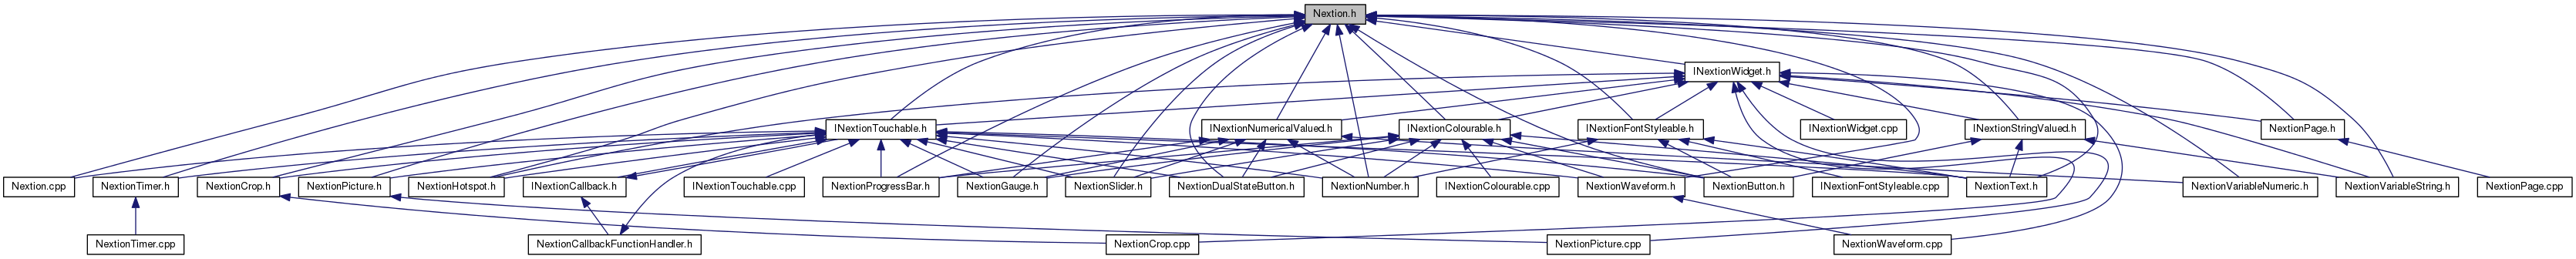 Nextion.h
INextionWidget.h
INextionTouchable.h
INextionNumericalValued.h
INextionColourable.h
INextionFontStyleable.h
INextionWidget.cpp
INextionStringValued.h
NextionPage.h
Nextion.cpp
NextionTimer.h
NextionCrop.h
NextionPicture.h
NextionHotspot.h
INextionCallback.h
INextionTouchable.cpp
NextionProgressBar.h
NextionGauge.h
NextionSlider.h
NextionDualStateButton.h
NextionNumber.h
INextionColourable.cpp
NextionWaveform.h
NextionButton.h
INextionFontStyleable.cpp
NextionText.h
NextionVariableNumeric.h
NextionVariableString.h
NextionPage.cpp
NextionTimer.cpp
NextionCallbackFunctionHandler.h
NextionCrop.cpp
NextionPicture.cpp
NextionWaveform.cpp